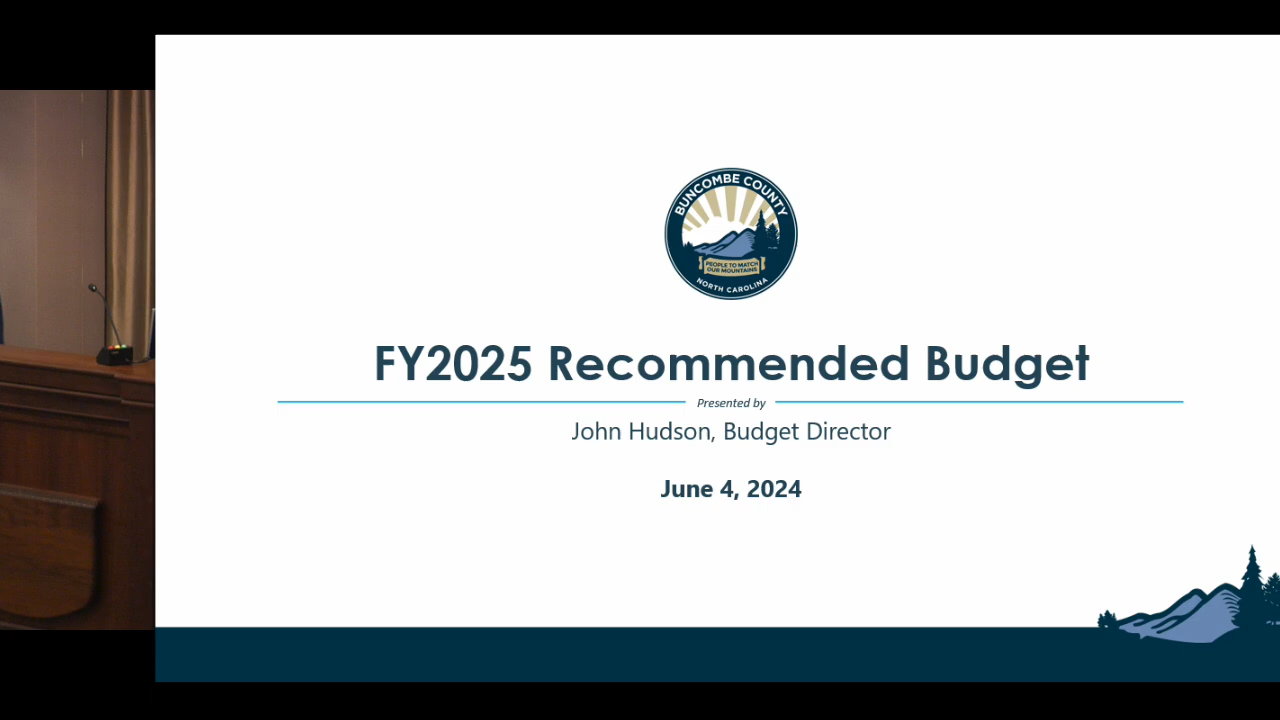 BUNCOMBE COUNTY
PEOPLE TO MATCH
OUR MOUNTAINS
NORTH CAROLINA
FY2025 Recommended Budget
Presented by
John Hudson, Budget Director
June 4, 2024